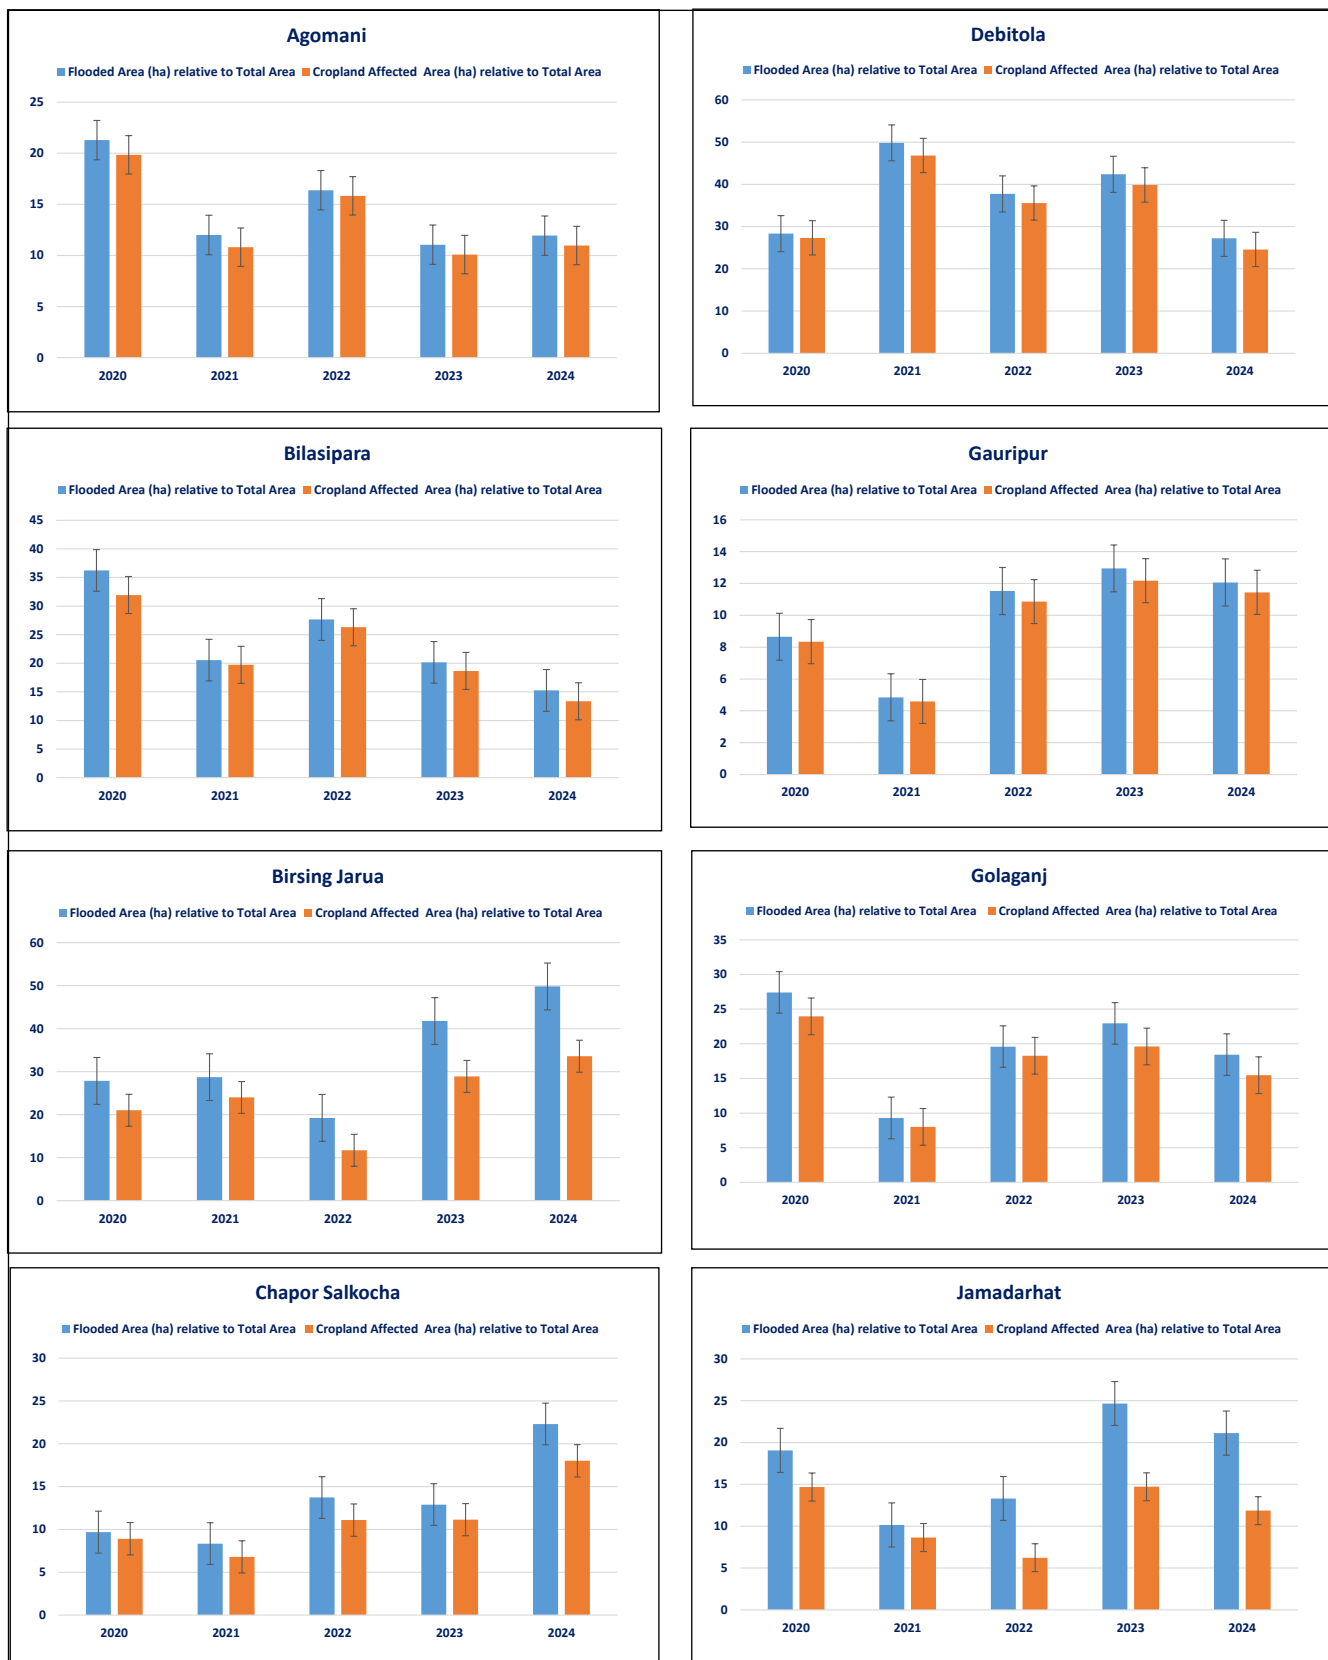 Agomani
Flooded Area (ha) relative to Total Area Cropland Affected Area (ha) relative to Total Area
25
20
15
10
5
0
2020 2021 2022 2023 2024
Debitola
Flooded Area (ha) relative to Total Area Cropland Affected Area (ha) relative to Total Area
60
50
40
30
20
10
0
2020 2021 2022 2023 2024
Bilasipara
Flooded Area (ha) relative to Total Area Cropland Affected Area (ha) relative to Total Area
45
40
35
30
25
20
15
10
5
0
2020 2021 2022 2023 2024
Gauripur
Flooded Area (ha) relative to Total Area Cropland Affected Area (ha) relative to Total Area
16
14
12
10
8
6
4
2
0
2020 2021 2022 2023 2024
Birsing Jarua
Flooded Area (ha) relative to Total Area Cropland Affected Area (ha) relative to Total Area
60
50
40
30
20
10
0
2020 2021 2022 2023 2024
Golaganj
Flooded Area (ha) relative to Total Area Cropland Affected Area (ha) relative to Total Area
35
30
25
20
15
10
5
0
2020 2021 2022 2023 2024
Chapor Salkocha
Flooded Area (ha) relative to Total Area Cropland Affected Area (ha) relative to Total Area
30
25
20
15
10
5
0
2020 2021 2022 2023 2024
Jamadarhat
Flooded Area (ha) relative to Total Area Cropland Affected Area (ha) relative to Total Area
30
25
20
15
10
5
0
2020 2021 2022 2023 2024